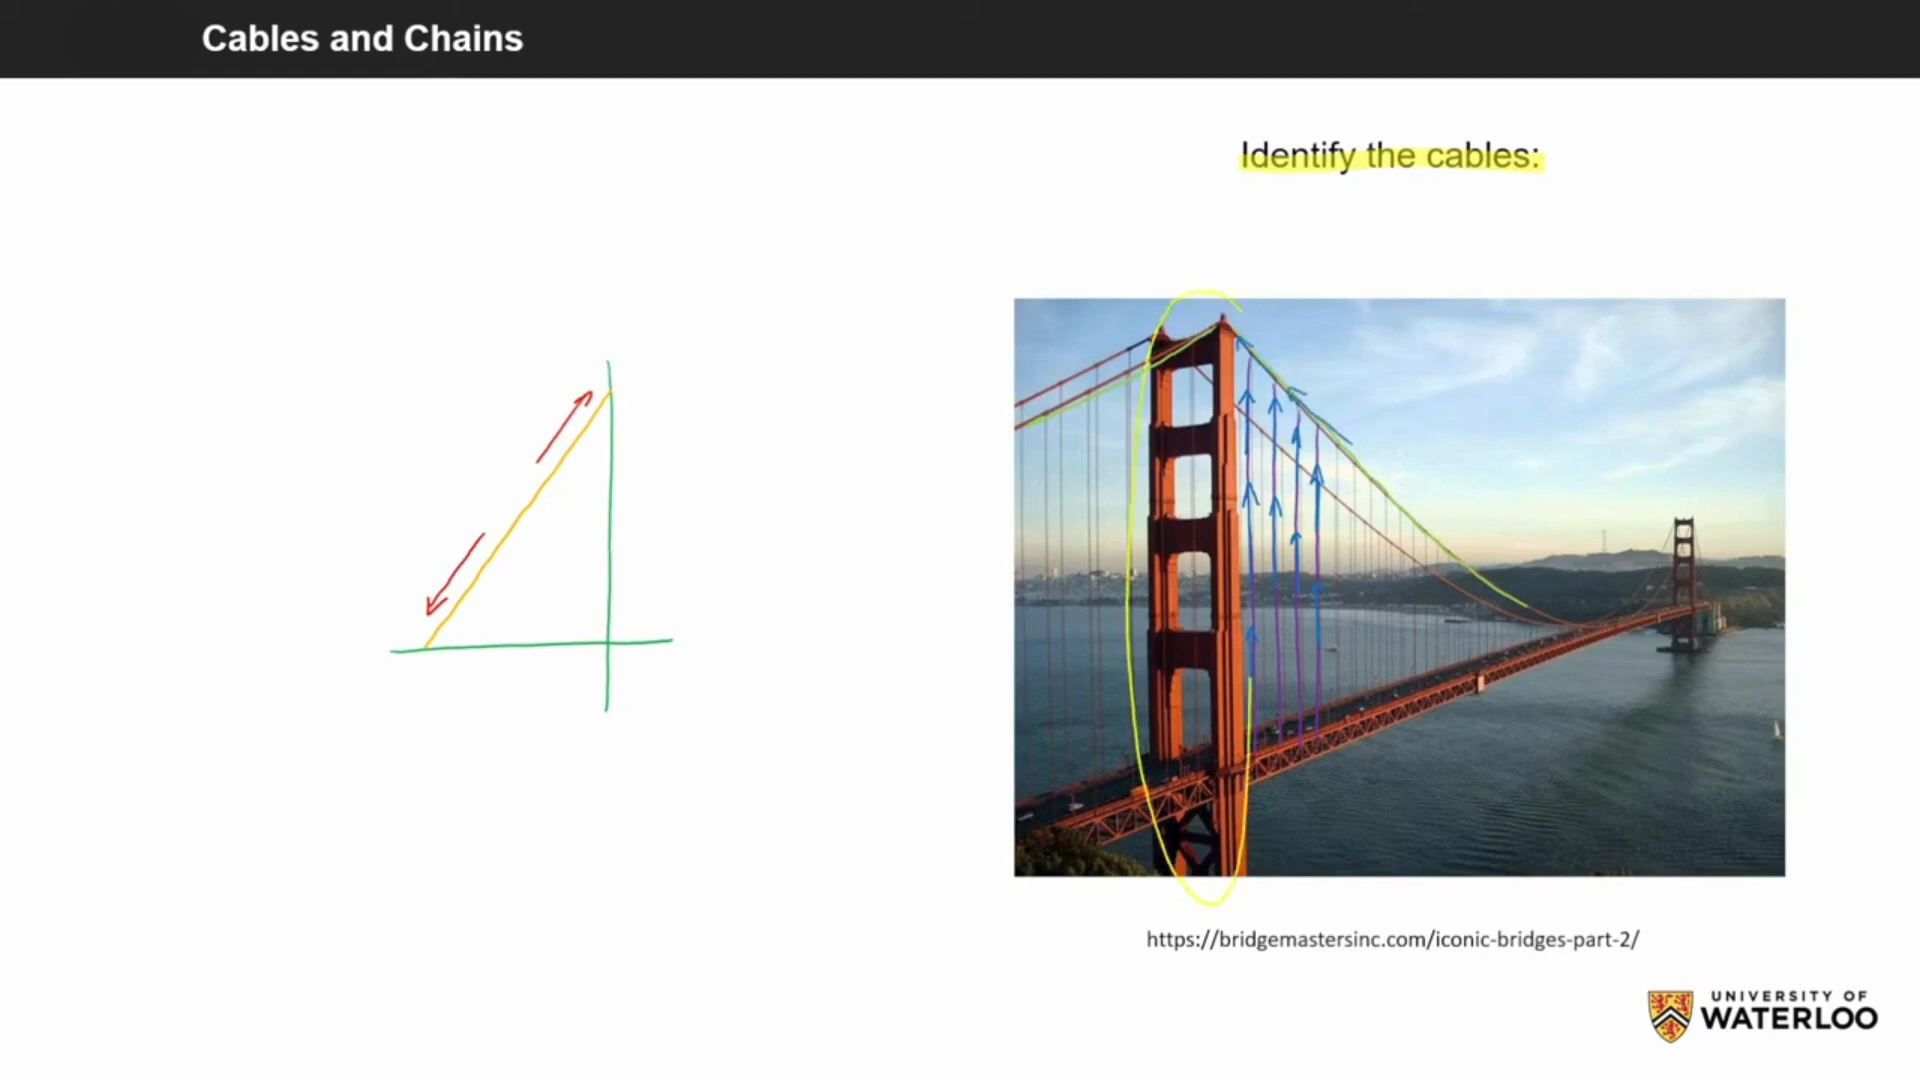 Cables and Chains
Identify the cables:
https://bridgemastersinc.com/iconic-bridges-part-2/
UNIVERSITY OF
WATERLOO